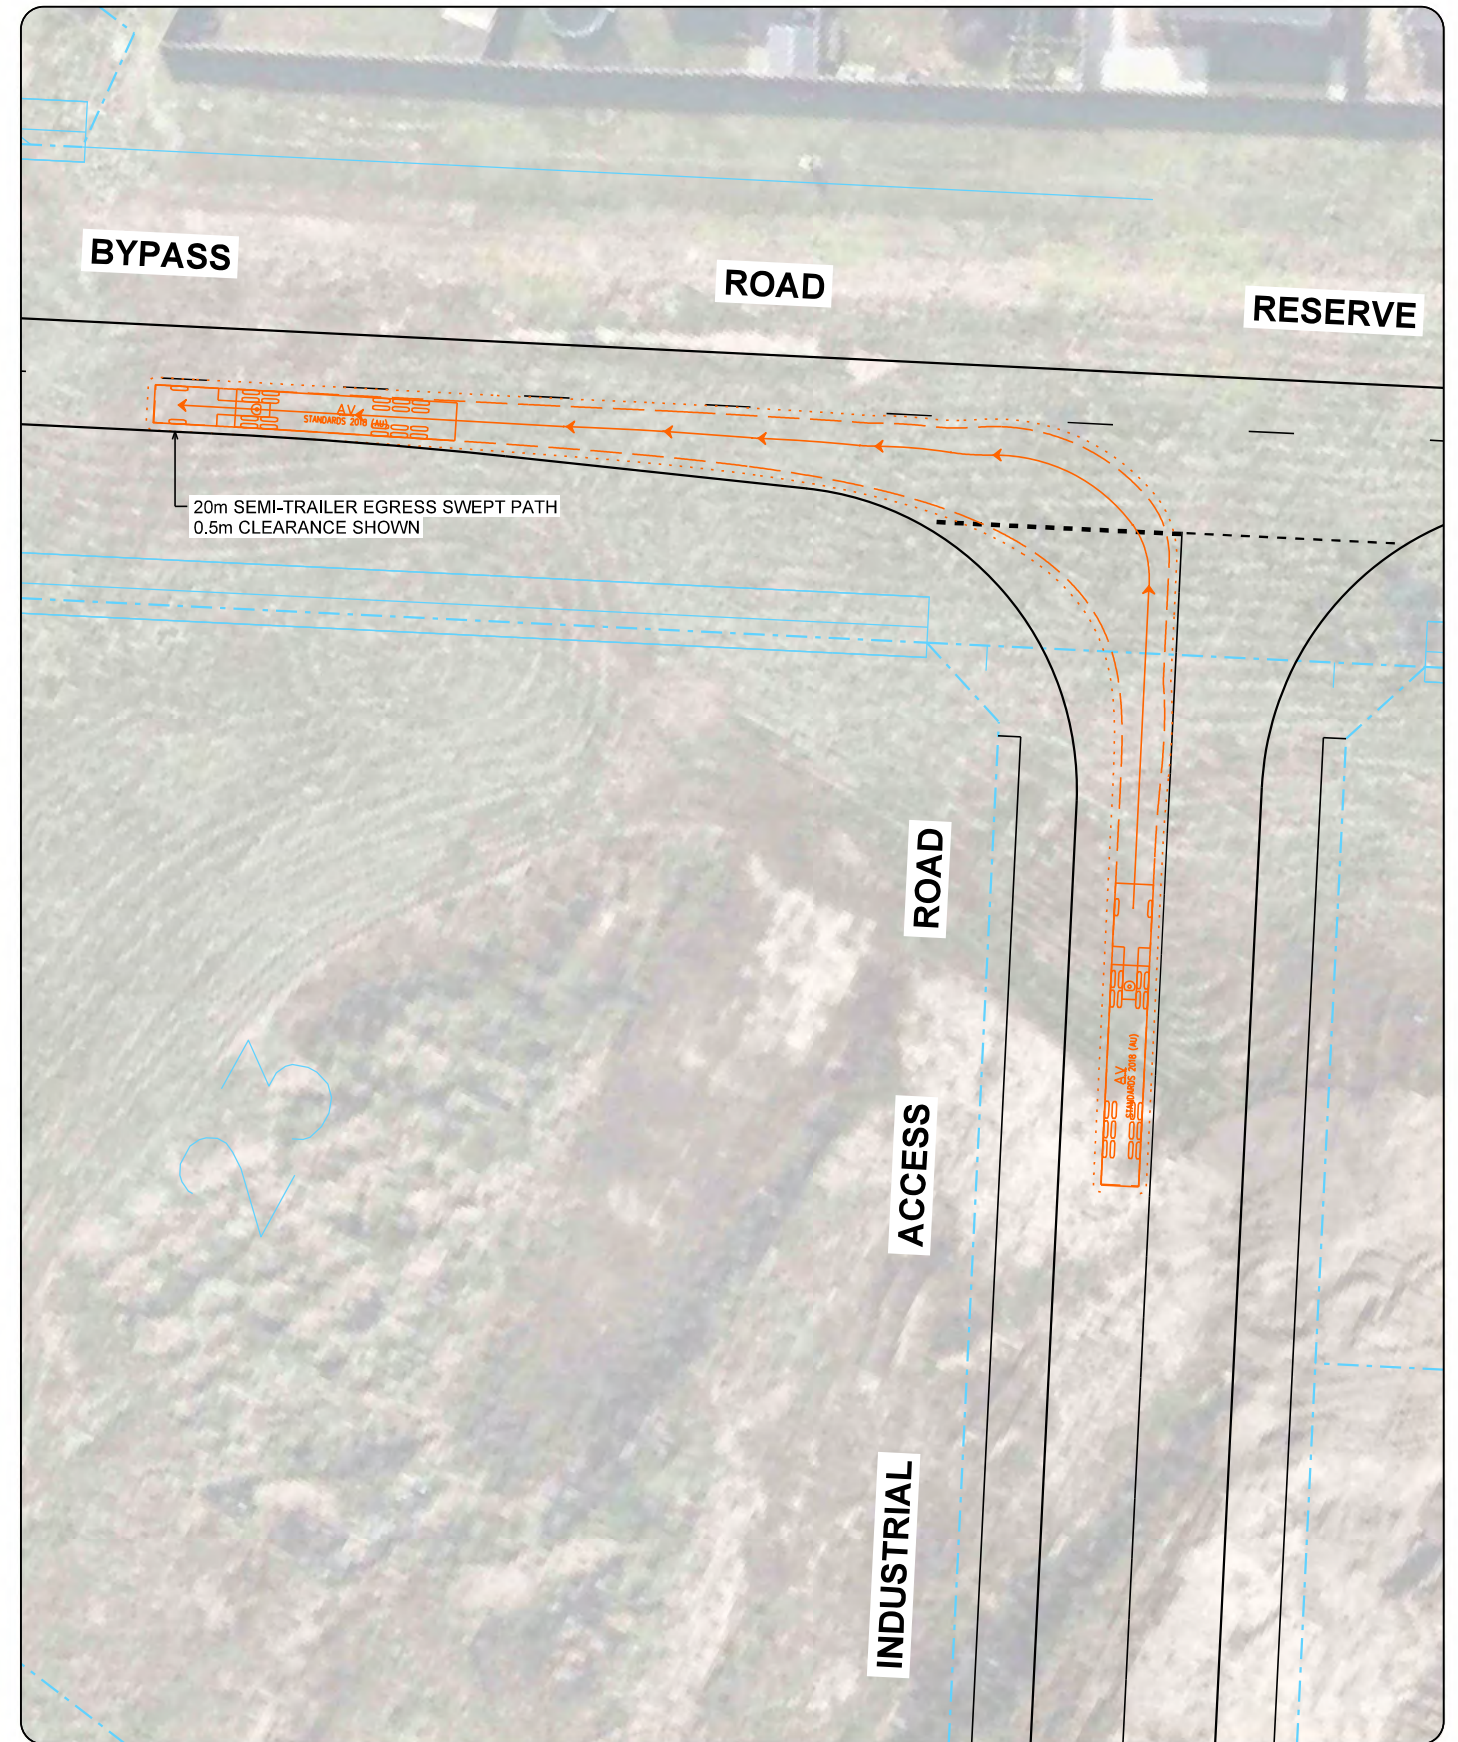 BYPASS
ROAD
RESERVE
AV
STANDARDS 2018 (AU)
20m SEMI-TRAILER EGRESS SWEPT PATH
0.5m CLEARANCE SHOWN
INDUSTRIAL
ACCESS
ROAD
AV
STANDARDS 2018 (AU)
23